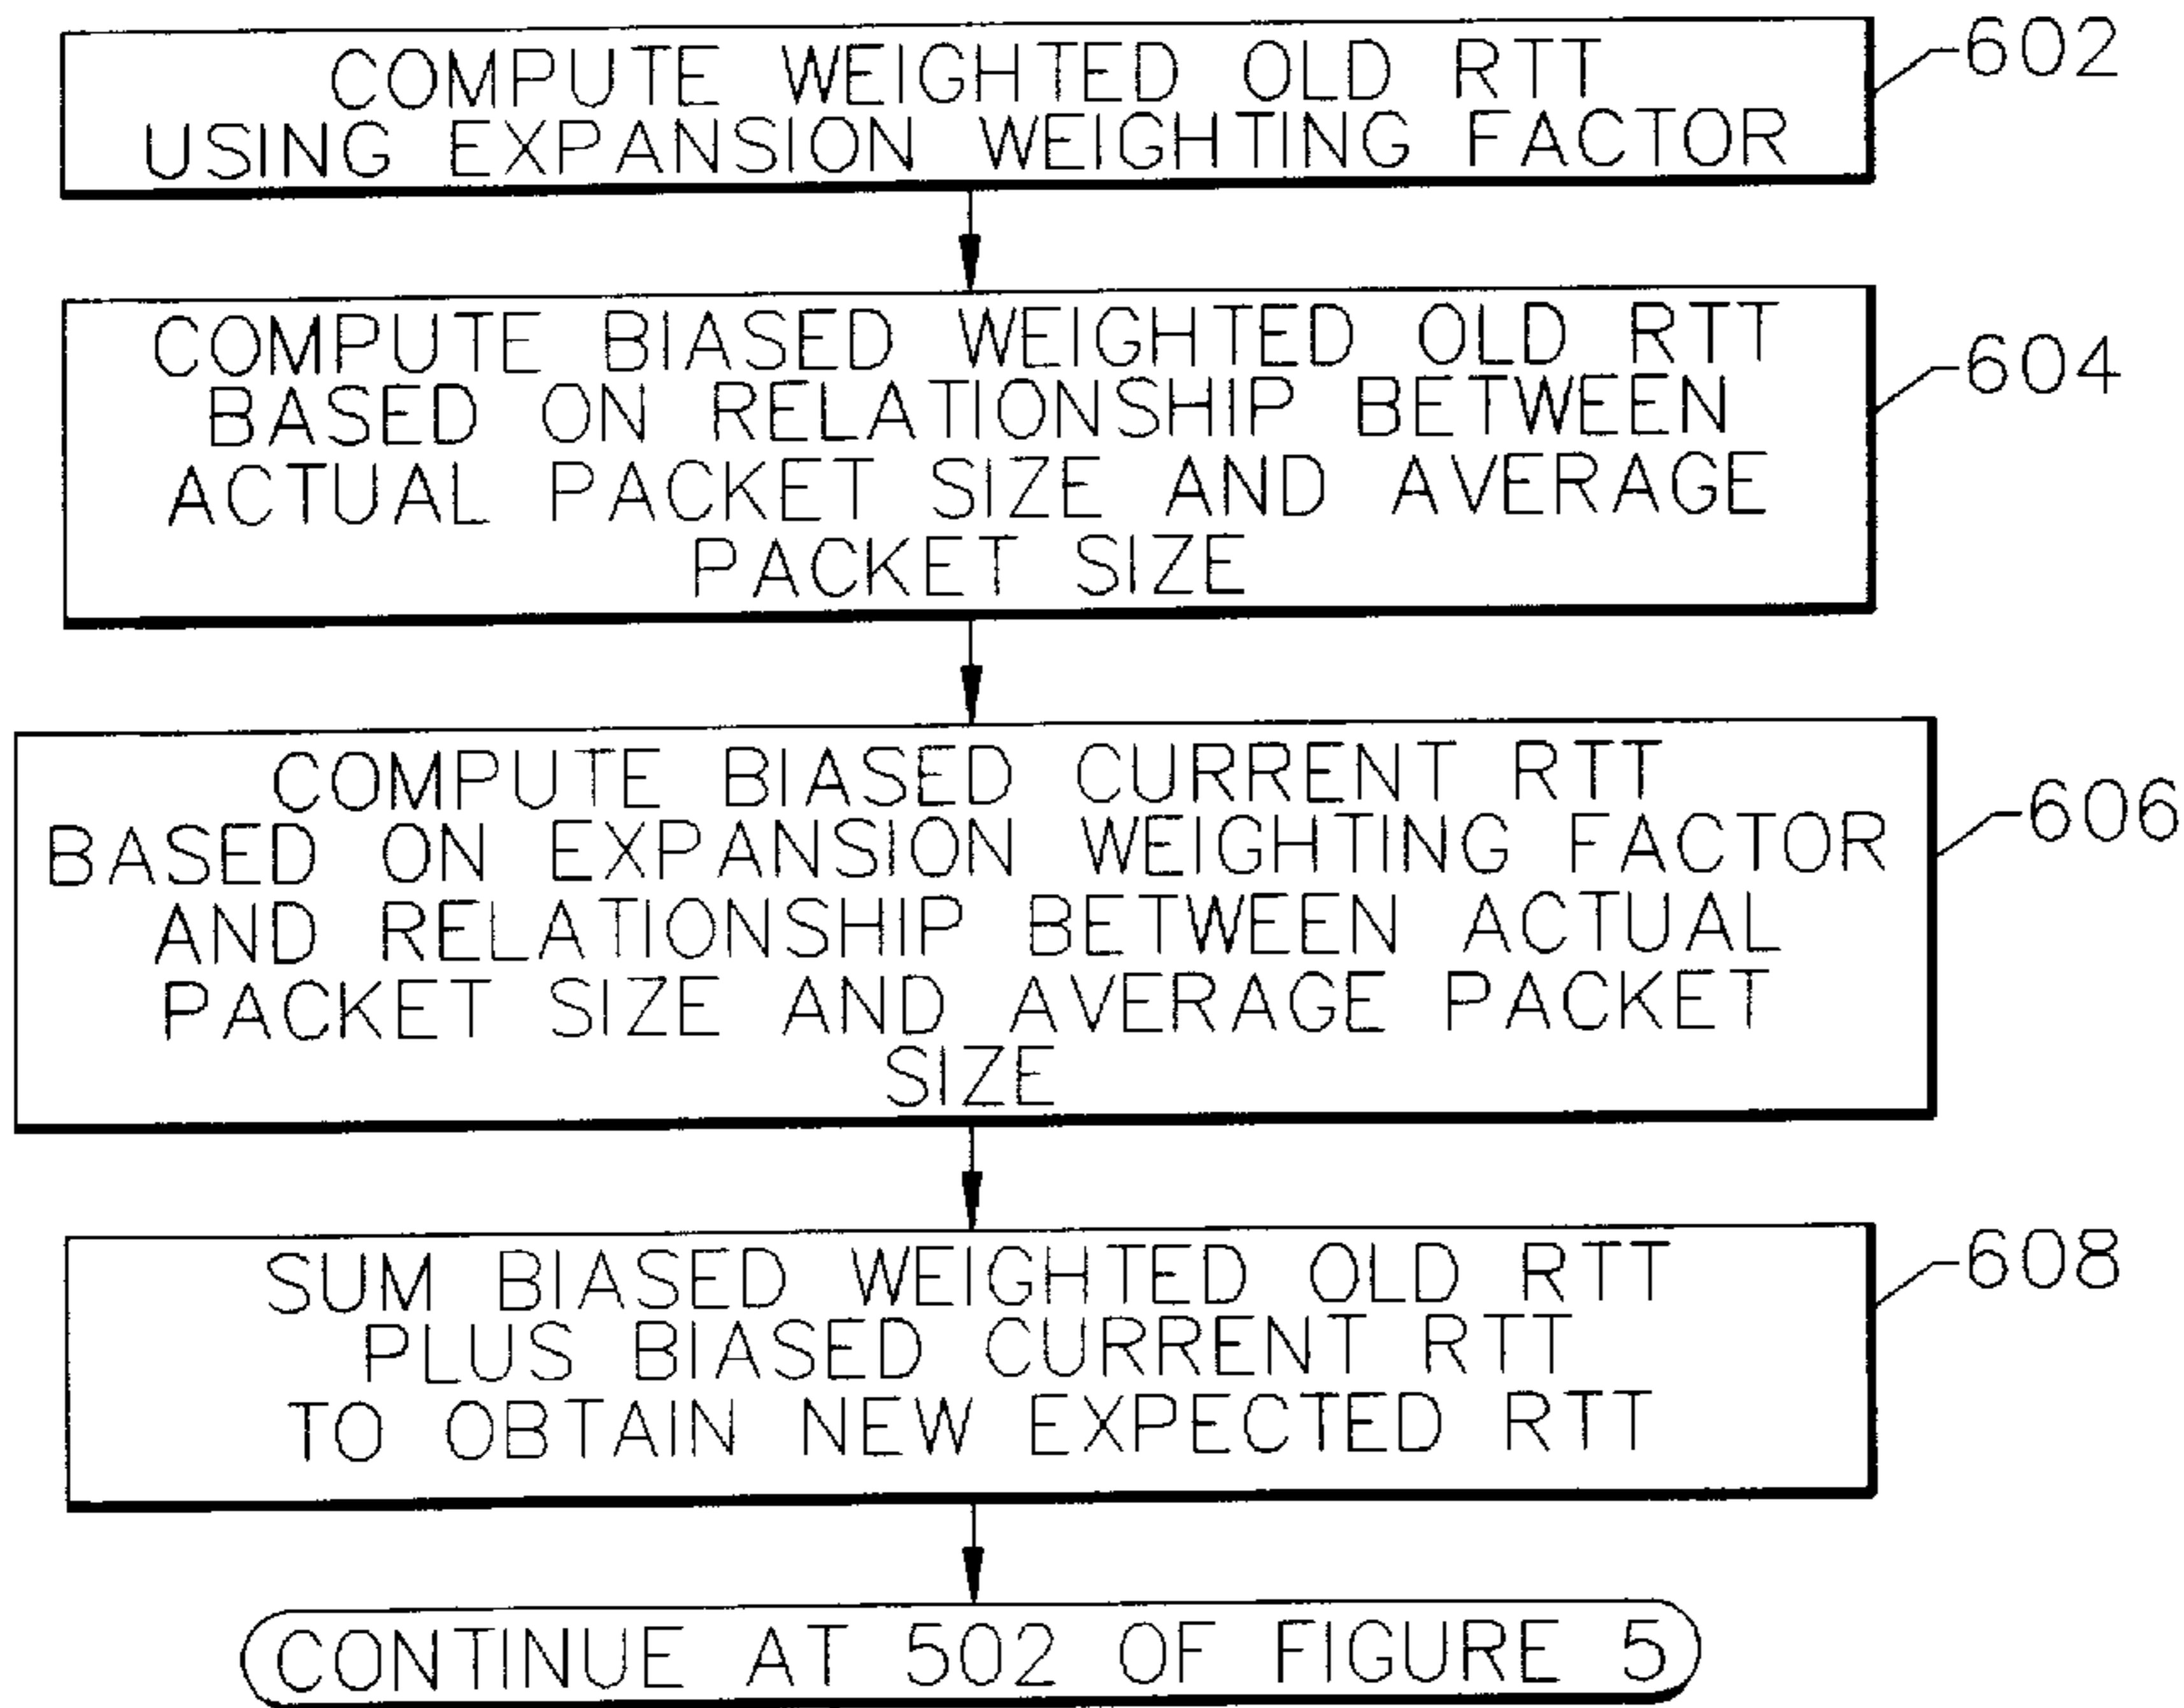 COMPUTE WEIGHTED OLD RTT
USING EXPANSION WEIGHTING FACTOR
602
COMPUTE BIASED WEIGHTED OLD RTT
BASED ON RELATIONSHIP BETWEEN
ACTUAL PACKET SIZE AND AVERAGE
PACKET SIZE
604
COMPUTE BIASED CURRENT RTT
BASED ON EXPANSION WEIGHTING FACTOR
AND RELATIONSHIP BETWEEN ACTUAL
PACKET SIZE AND AVERAGE PACKET
SIZE
606
SUM BIASED WEIGHTED OLD RTT
PLUS BIASED CURRENT RTT
TO OBTAIN NEW EXPECTED RTT
608
CONTINUE AT 502 OF FIGURE 5